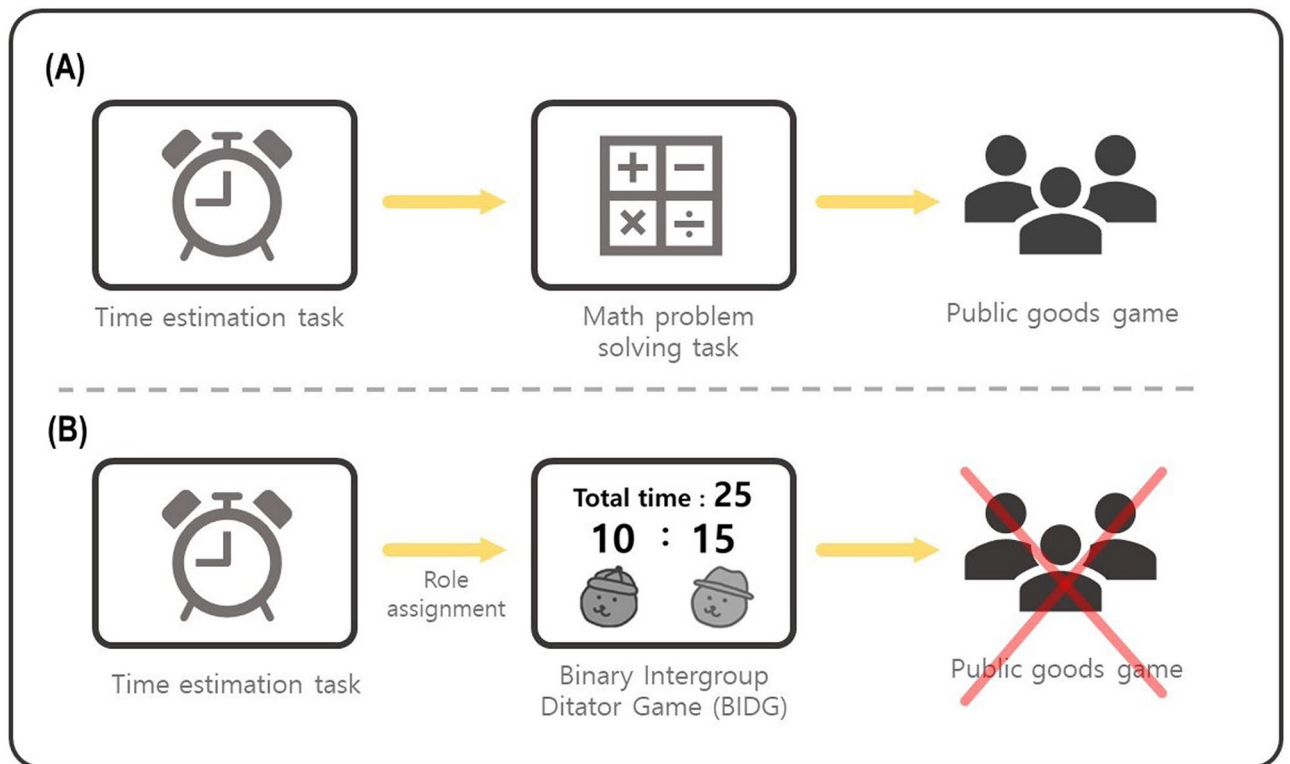 (A)
Time estimation task
Math problem
solving task
Public goods game
(B)
Role
assignment
Total time : 25
10 : 15
Time estimation task
Binary Intergroup
Ditator Game (BIDG)
Public goods game